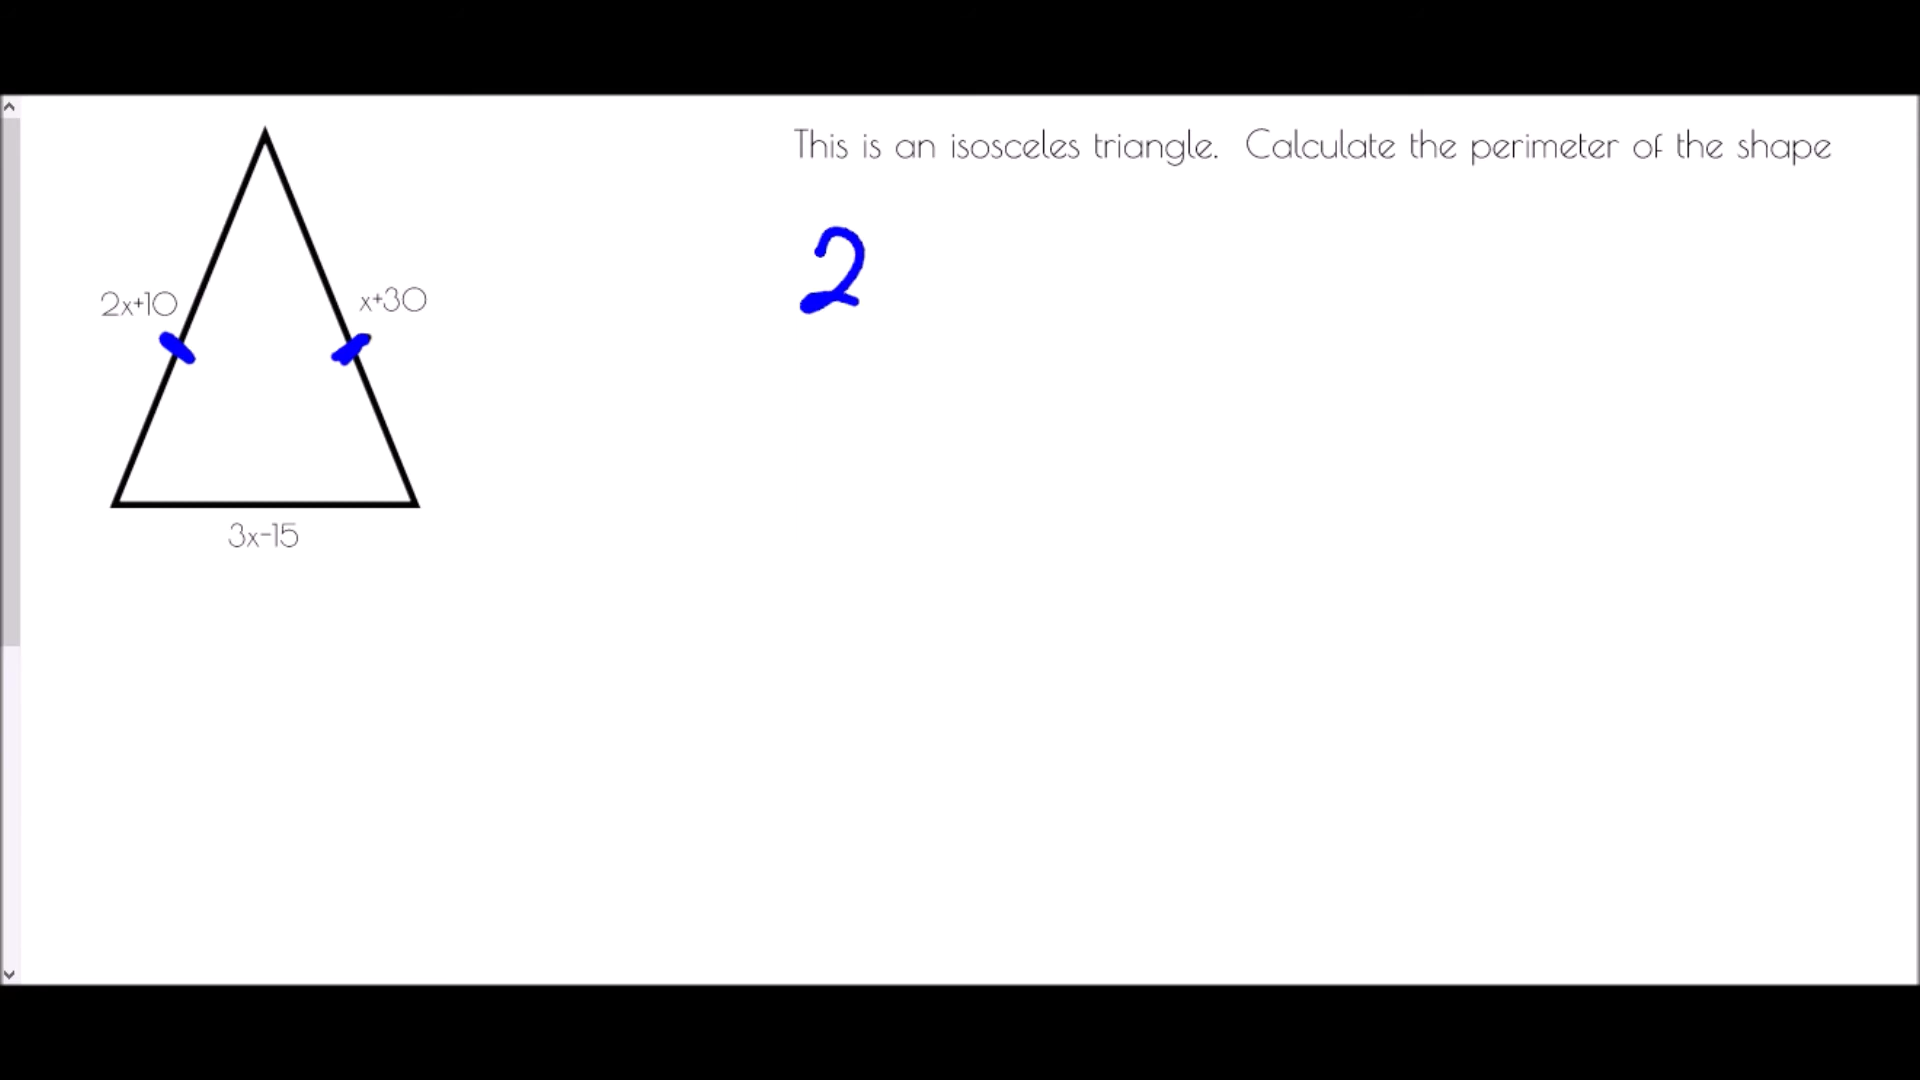 This is an isosceles triangle. Calculate the perimeter of the shape
2
2x+10
x+30
3x-15